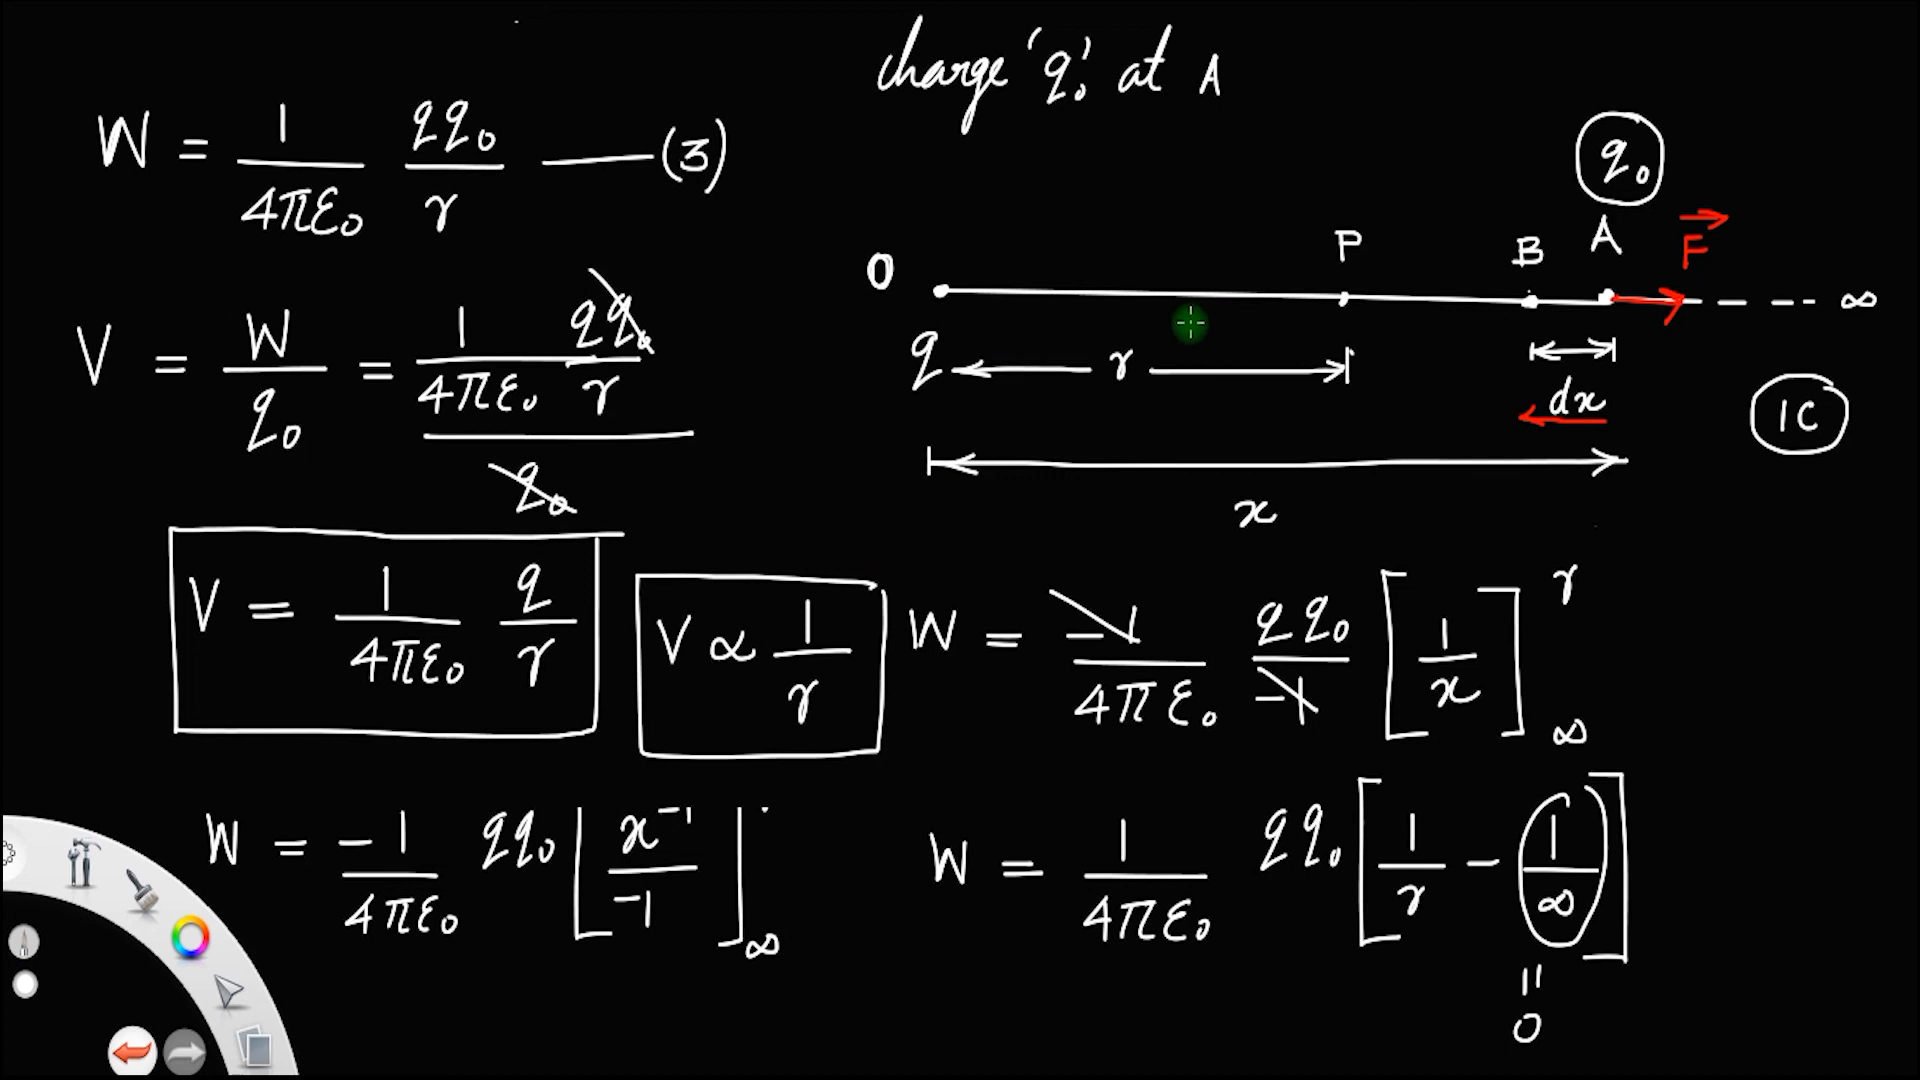 charge 'q₀' at A
W = 1/4πε₀ qq₀/r —— (3)
V = W/q₀ = 1/4πε₀ qq₀/r / q₀
V = 1/4πε₀ q/r
V ∝ 1/r
W = -1/4πε₀ qq₀ [x⁻¹/-1]∞
q₀
O P B A F ∞
q r dx 1C
x
W = -1/4πε₀ qq₀/-1 [1/x] r ∞
W = 1/4πε₀ qq₀ [1/r - 1/∞]
=
0